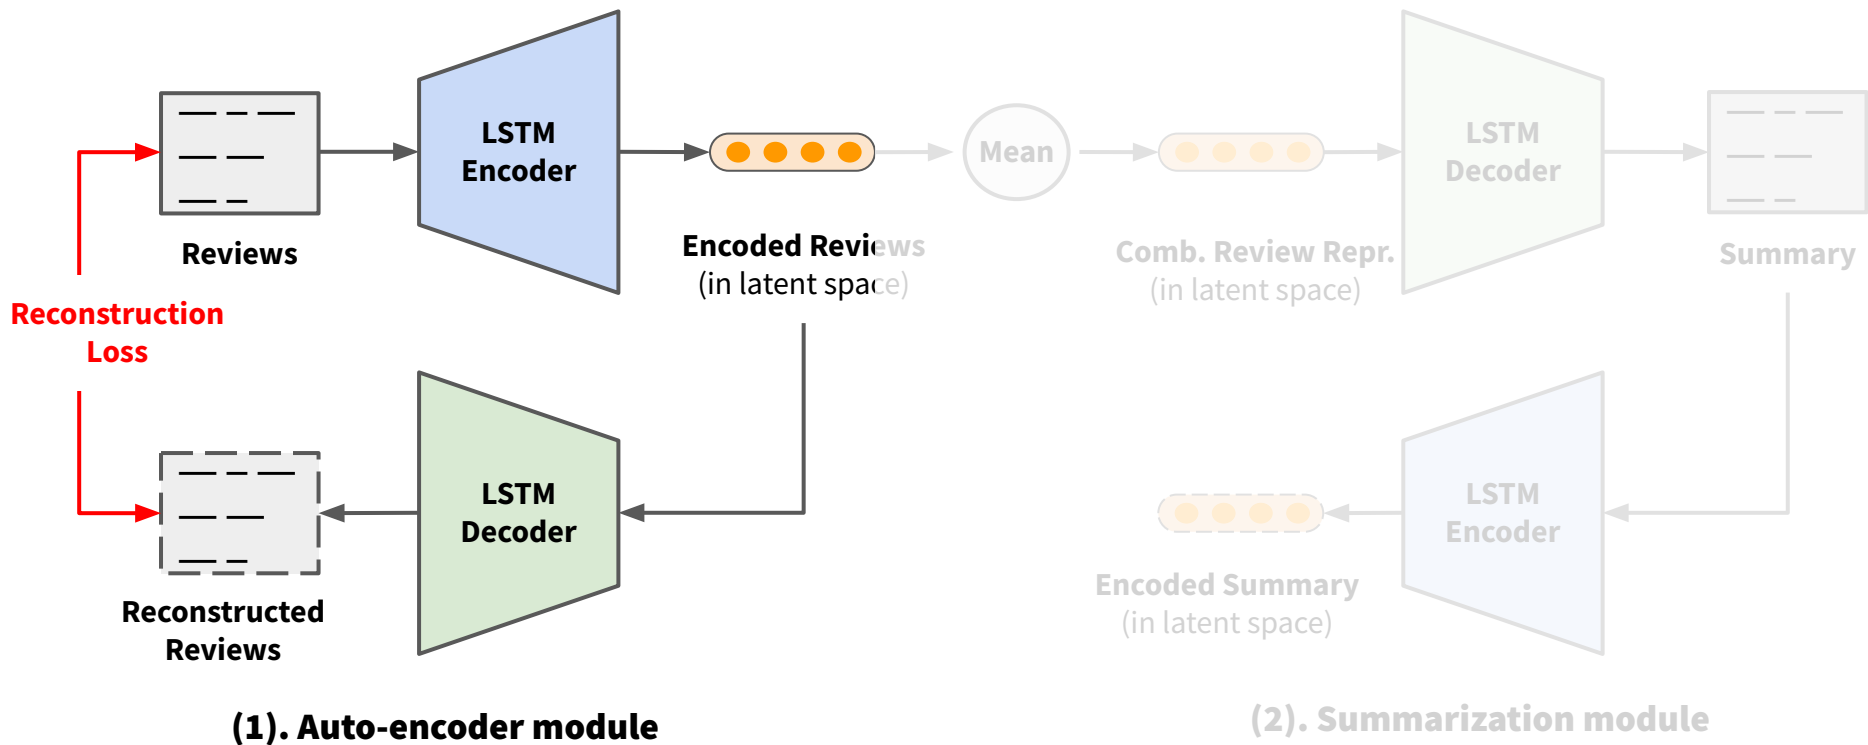 LSTM
Encoder
Reviews
Encoded Reviews
(in latent space)
Mean
Comb. Review Repr.
(in latent space)
LSTM
Decoder
Summary
Reconstruction
Loss
LSTM
Decoder
Reconstructed
Reviews
LSTM
Encoder
Encoded Summary
(in latent space)
(1). Auto-encoder module
(2). Summarization module